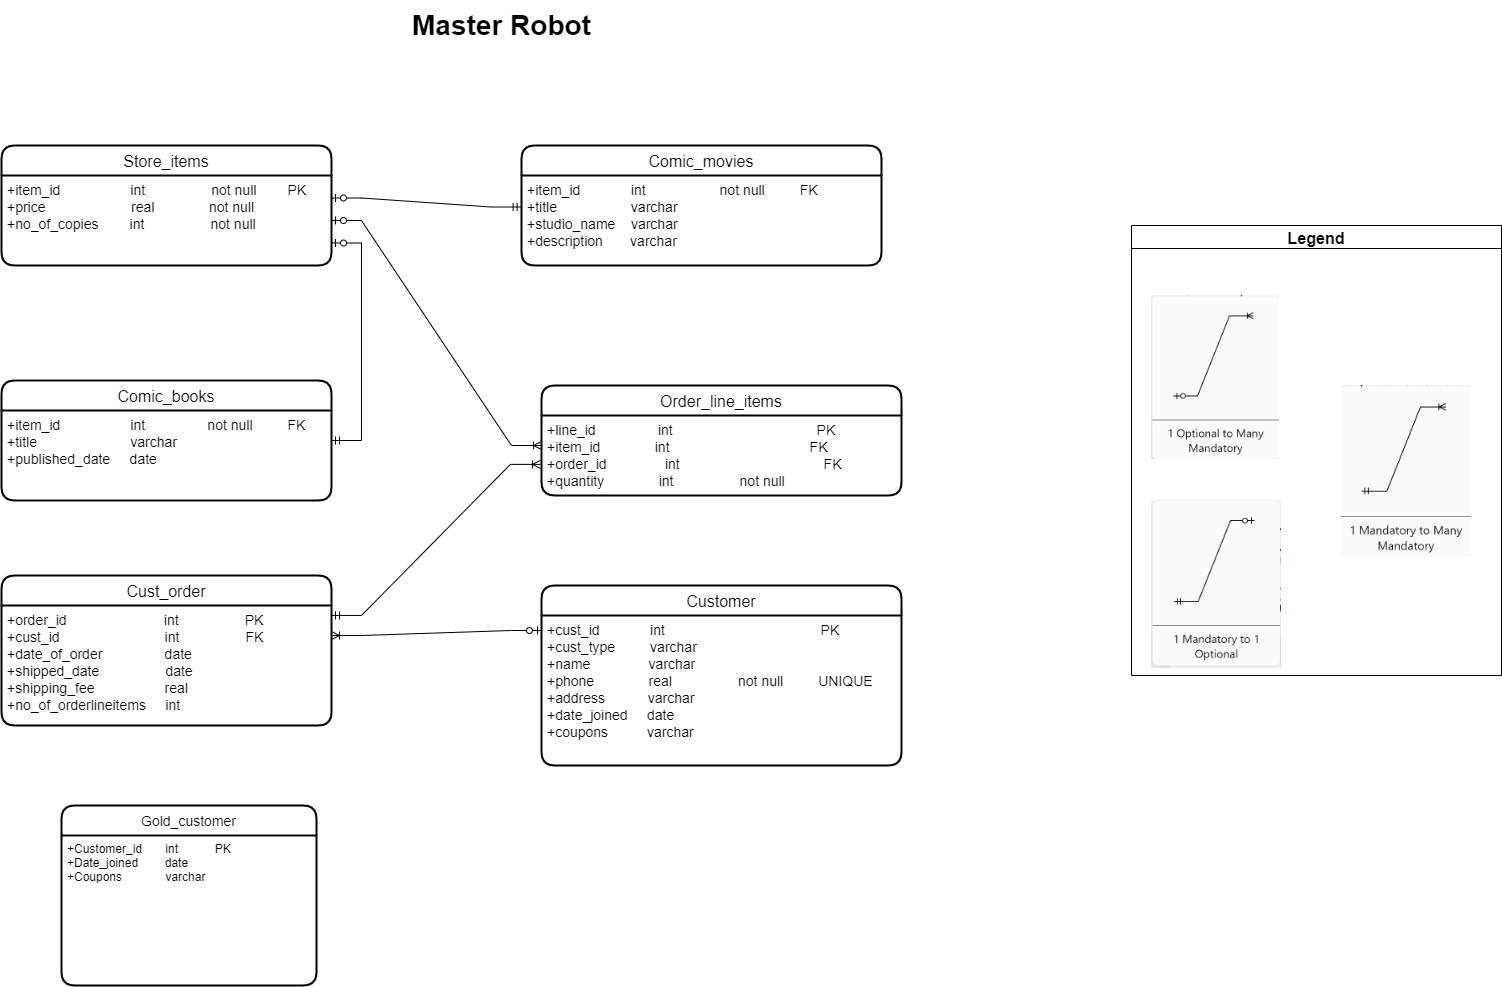 Master Robot
Store_items
+item_id int not null PK
+price real not null
+no_of_copies int not null
Comic_movies
+item_id int not null FK
+title varchar
+studio_name varchar
+description varchar
Legend
1 Optional to Many
Mandatory
1 Mandatory to Many
Mandatory
1 Mandatory to 1
Optional
Comic_books
+item_id int not null FK
+title varchar
+published_date date
Order_line_items
+line_id int PK
+item_id int FK
+order_id int FK
+quantity int not null
Cust_order
+order_id int PK
+cust_id int FK
+date_of_order date
+shipped_date date
+shipping_fee real
+no_of_orderlineitems int
Customer
+cust_id int PK
+cust_type varchar
+name varchar
+phone real not null UNIQUE
+address varchar
+date_joined date
+coupons varchar
Gold_customer
+Customer_id int PK
+Date_joined date
+Coupons varchar